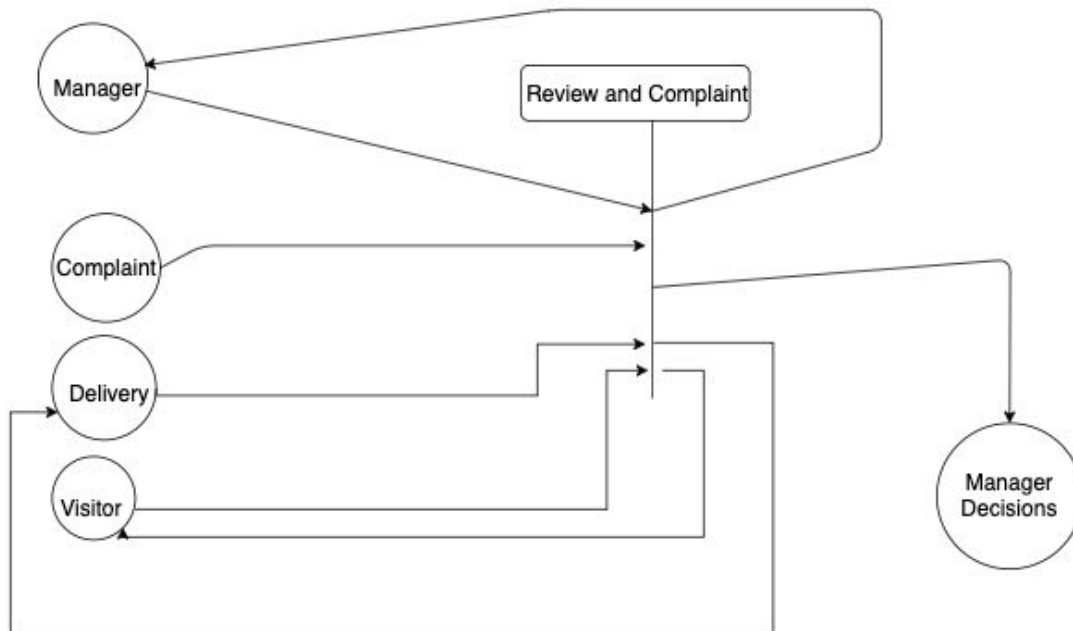 Manager
Review and Complaint
Complaint
Delivery
Visitor
Manager
Decisions